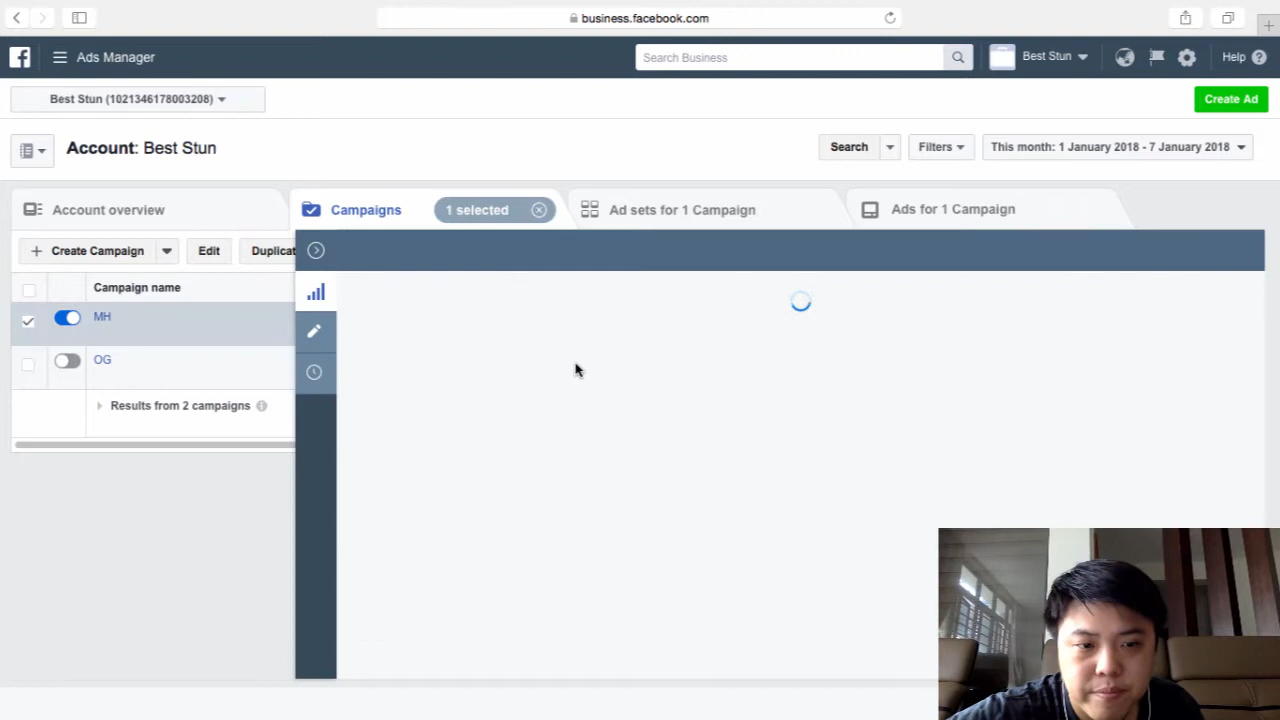 business.facebook.com
Ads Manager
Search Business
Best Stun
Help
Best Stun (1021346178003208)
Create Ad
Account: Best Stun
Search
Filters
This month: 1 January 2018 - 7 January 2018
Account overview
Campaigns
1 selected
Ad sets for 1 Campaign
Ads for 1 Campaign
+ Create Campaign
Edit
Duplicat
Campaign name
MH
OG
Results from 2 campaigns